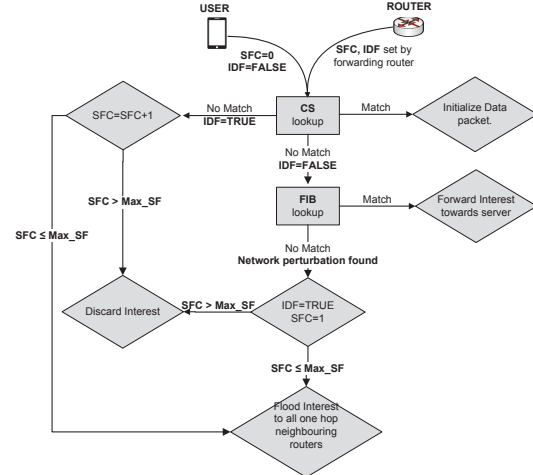 USER
ROUTER
SFC=0
IDF=FALSE
SFC, IDF set by
forwarding router
SFC=SFC+1
No Match
IDF=TRUE
CS
lookup
Match
Initialize Data
packet.
No Match
IDF=FALSE
FIB
lookup
Match
Forward Interest
towards server
SFC > Max_SF
SFC ≤ Max_SF
No Match
Network perturbation found
Discard Interest
SFC > Max_SF
IDF=TRUE
SFC=1
SFC ≤ Max_SF
Flood Interest
to all one hop
neighbouring
routers